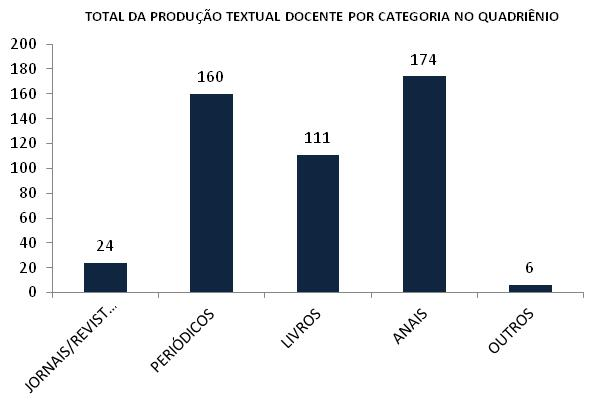 TOTAL DA PRODUÇÃO TEXTUAL DOCENTE POR CATEGORIA NO QUADRIÊNIO
200
180
160
140
120
100
80
60
40
20
0
24
160
111
174
6
JORNAIS/REVIST...
PERIÓDICOS
LIVROS
ANAIS
OUTROS